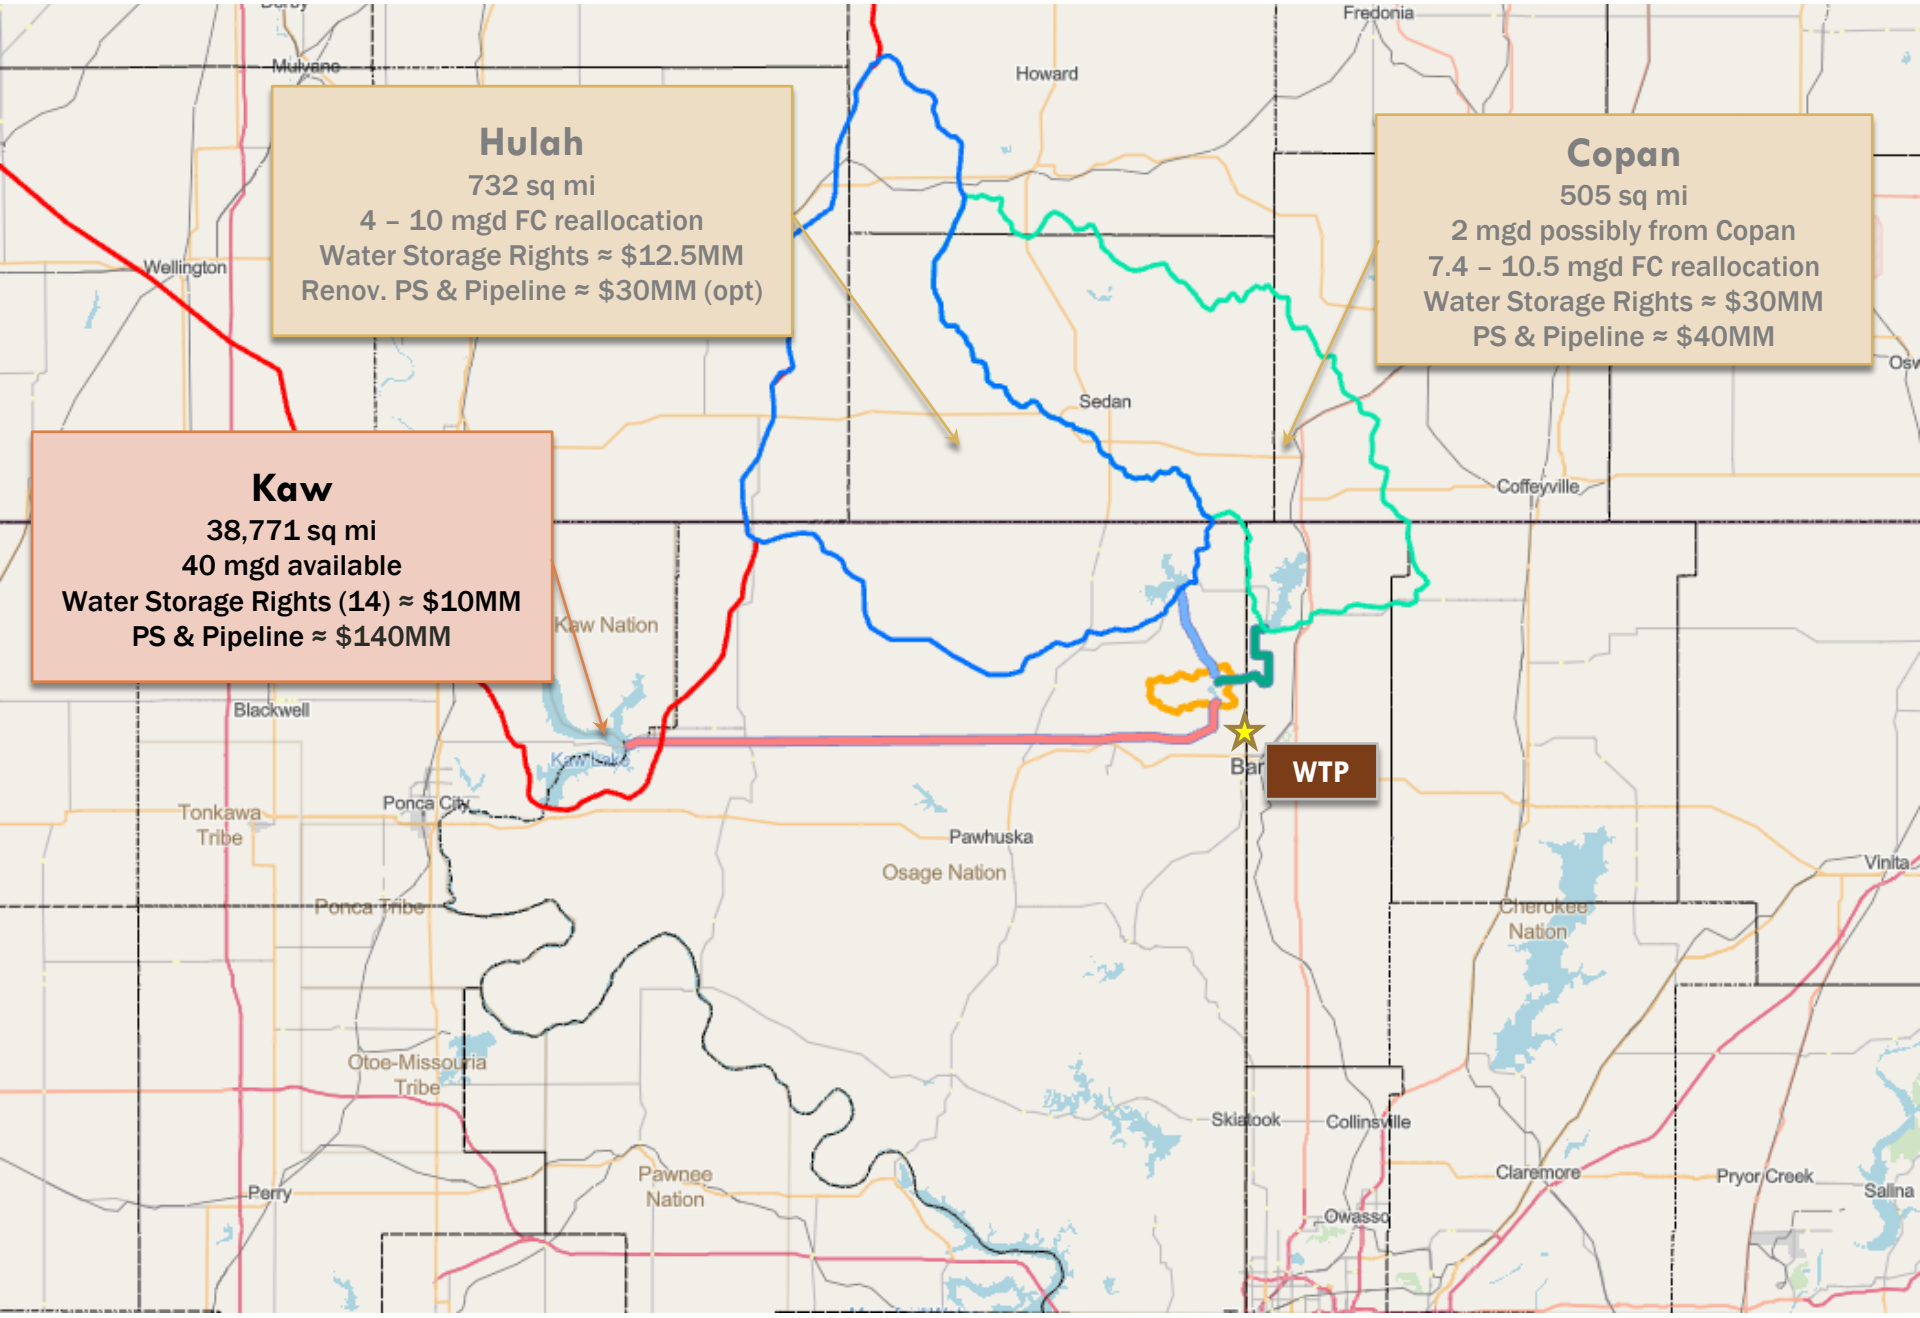 Fredonia
Mulvane
Howard
Hulah
732 sq mi
4 – 10 mgd FC reallocation
Water Storage Rights ≈ $12.5MM
Renov. PS & Pipeline ≈ $30MM (opt)
Copan
505 sq mi
2 mgd possibly from Copan
7.4 – 10.5 mgd FC reallocation
Water Storage Rights ≈ $30MM
PS & Pipeline ≈ $40MM
Wellington
Sedan
Coffeyville
Kaw
38,771 sq mi
40 mgd available
Water Storage Rights (14) ≈ $10MM
PS & Pipeline ≈ $140MM
Kaw Nation
Blackwell
Kaw Lake
WTP
Ponca City
Tonkawa
Tribe
Pawhuska
Osage Nation
Vinita
Ponca Tribe
Cherokee
Nation
Otoe-Missouria
Tribe
Skiatook
Collinsville
Pawnee
Nation
Claremore
Pryor Creek
Perry
Salina
Owasso